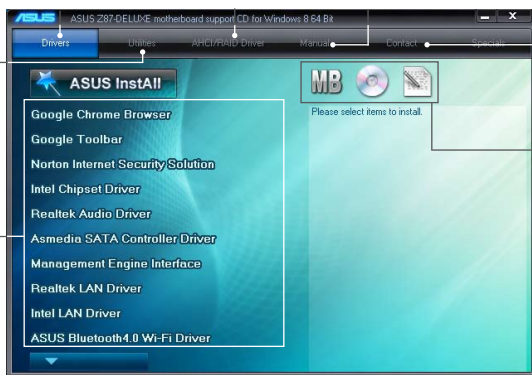 ASUS ASUS Z87-DELUXE motherboard support CD for Windows 8 64 Bit
Drivers Utilities AHCI/RAID Driver Manual Contact Specials
ASUS InstAll
MB
Please select items to install.
Google Chrome Browser
Google Toolbar
Norton Internet Security Solution
Intel Chipset Driver
Realtek Audio Driver
Asmedia SATA Controller Driver
Management Engine Interface
Realtek LAN Driver
Intel LAN Driver
ASUS Bluetooth4.0 Wi-Fi Driver